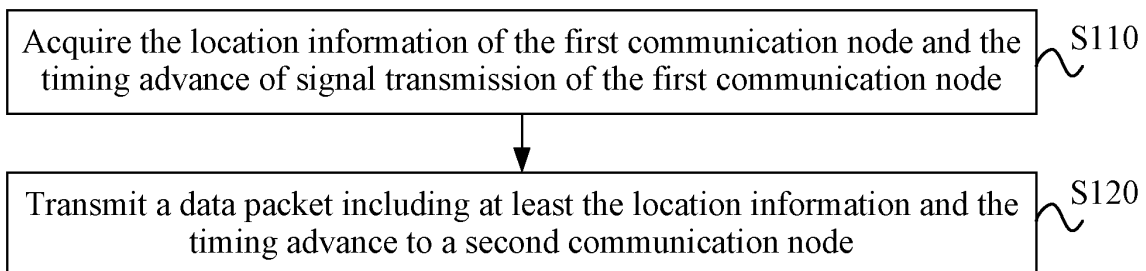 Acquire the location information of the first communication node and the
timing advance of signal transmission of the first communication node
S110
Transmit a data packet including at least the location information and the
timing advance to a second communication node
S120